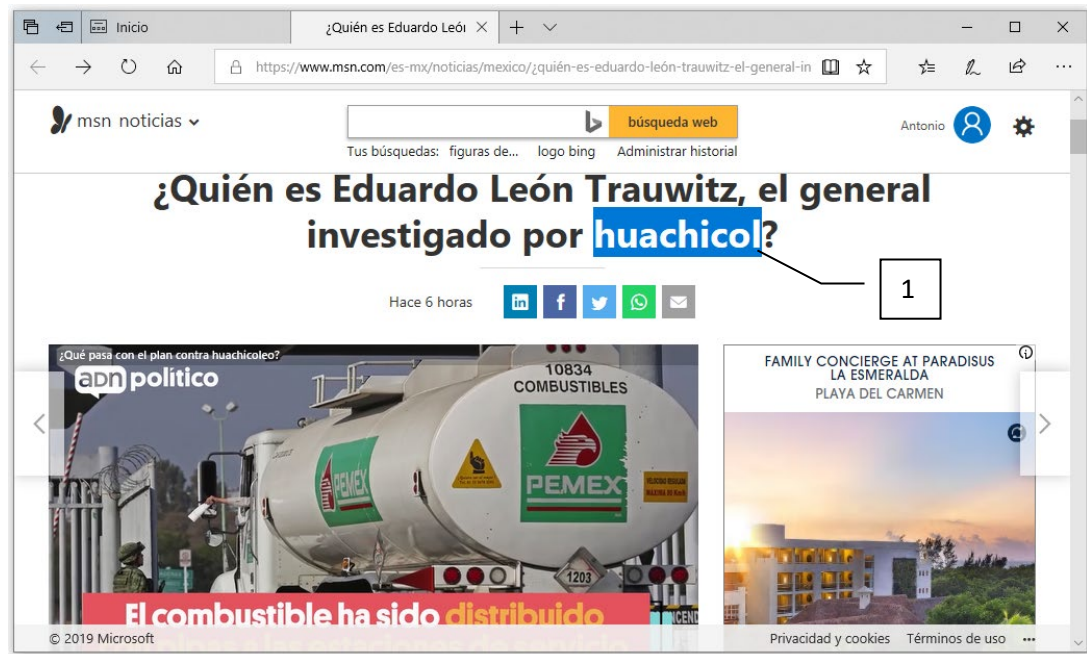 Inicio
¿Quién es Eduardo Leói
https://www.msn.com/es-mx/noticias/mexico/¿quién-es-eduardo-león-trauwitz-el-general-in
msn noticias
búsqueda web
Antonio
Tus búsquedas: figuras de... logo bing Administrar historial
¿Quién es Eduardo León Trauwitz, el general
investigado por huachicol?
1
Hace 6 horas
in f
¿Qué pasa con el plan contra huachicoleo?
adn político
10834
COMBUSTIBLES
PEMEX
PEMEX
1203
El combustible ha sido distribuido
FAMILY CONCIERGE AT PARADISUS
LA ESMERALDA
PLAYA DEL CARMEN
© 2019 Microsoft
Privacidad y cookies Términos de uso ...